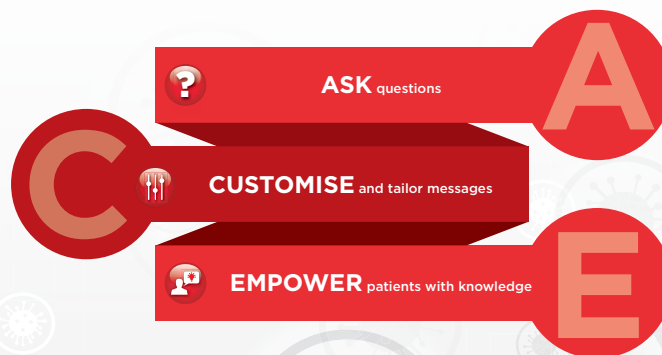 ASK questions
A
C
CUSTOMISE and tailor messages
EMPOWER patients with knowledge
E